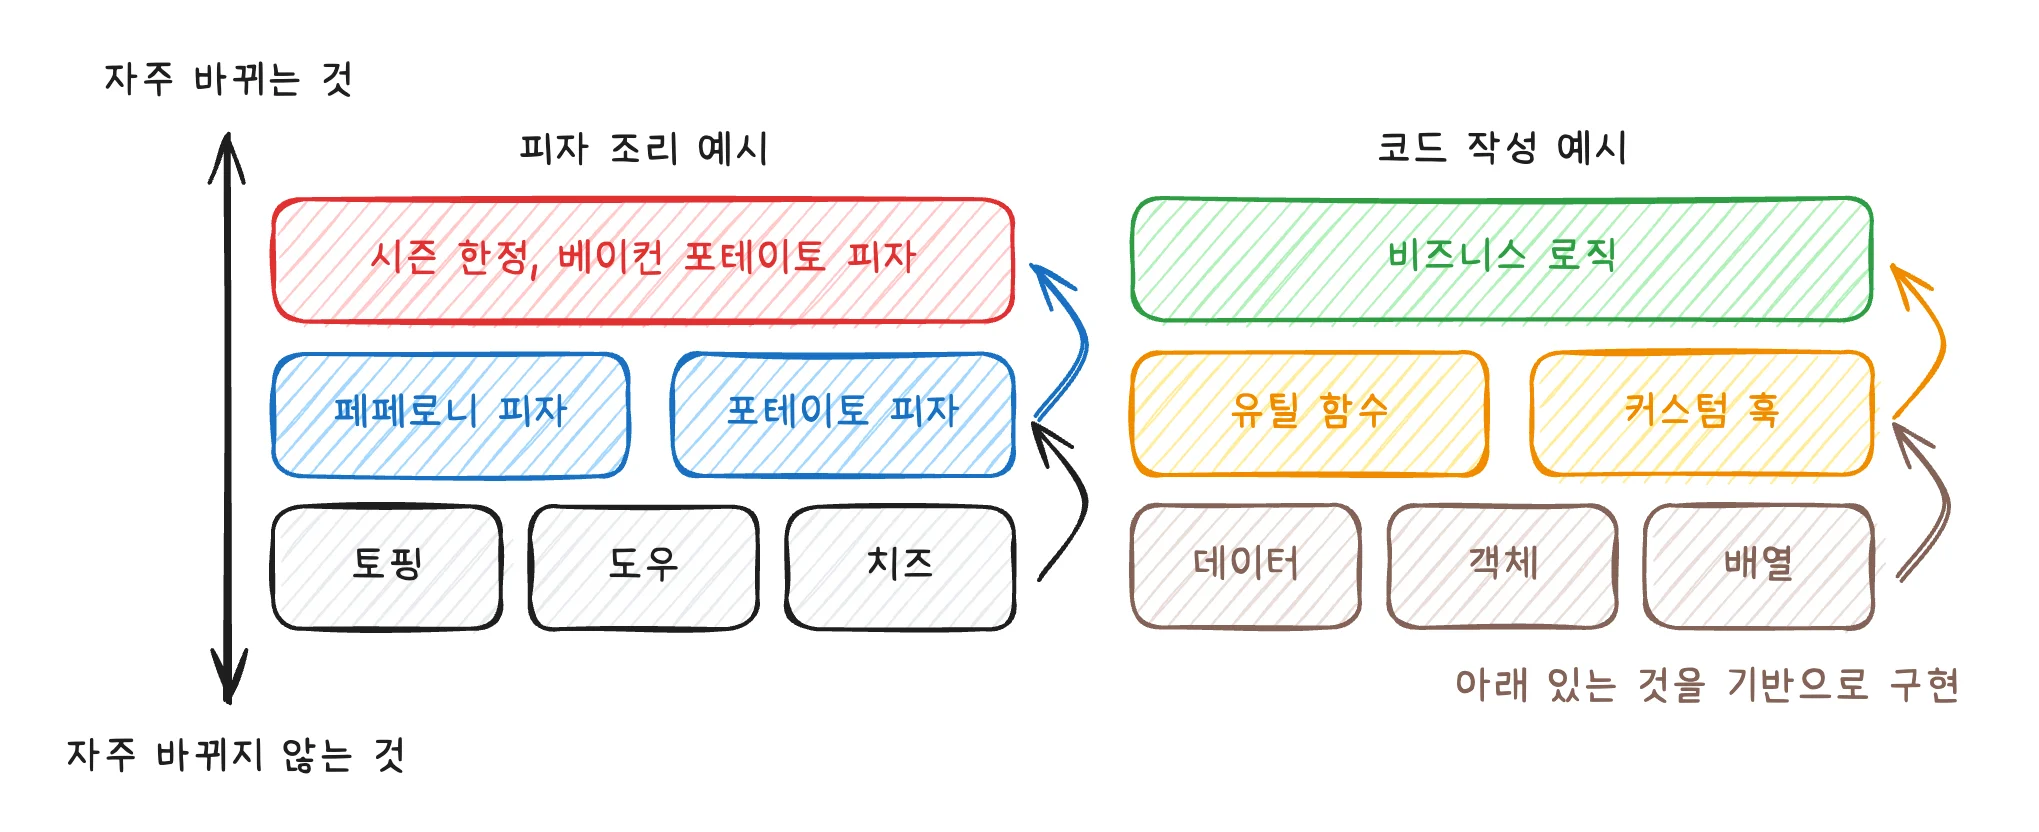 자주 바뀌는 것
피자 조리 예시
시즌 한정, 베이컨 포테이토 피자
페페로니 피자
포테이토 피자
토핑
도우
치즈
코드 작성 예시
비즈니스 로직
유틸 함수
커스텀 훅
데이터
객체
배열
아래 있는 것을 기반으로 구현
자주 바뀌지 않는 것